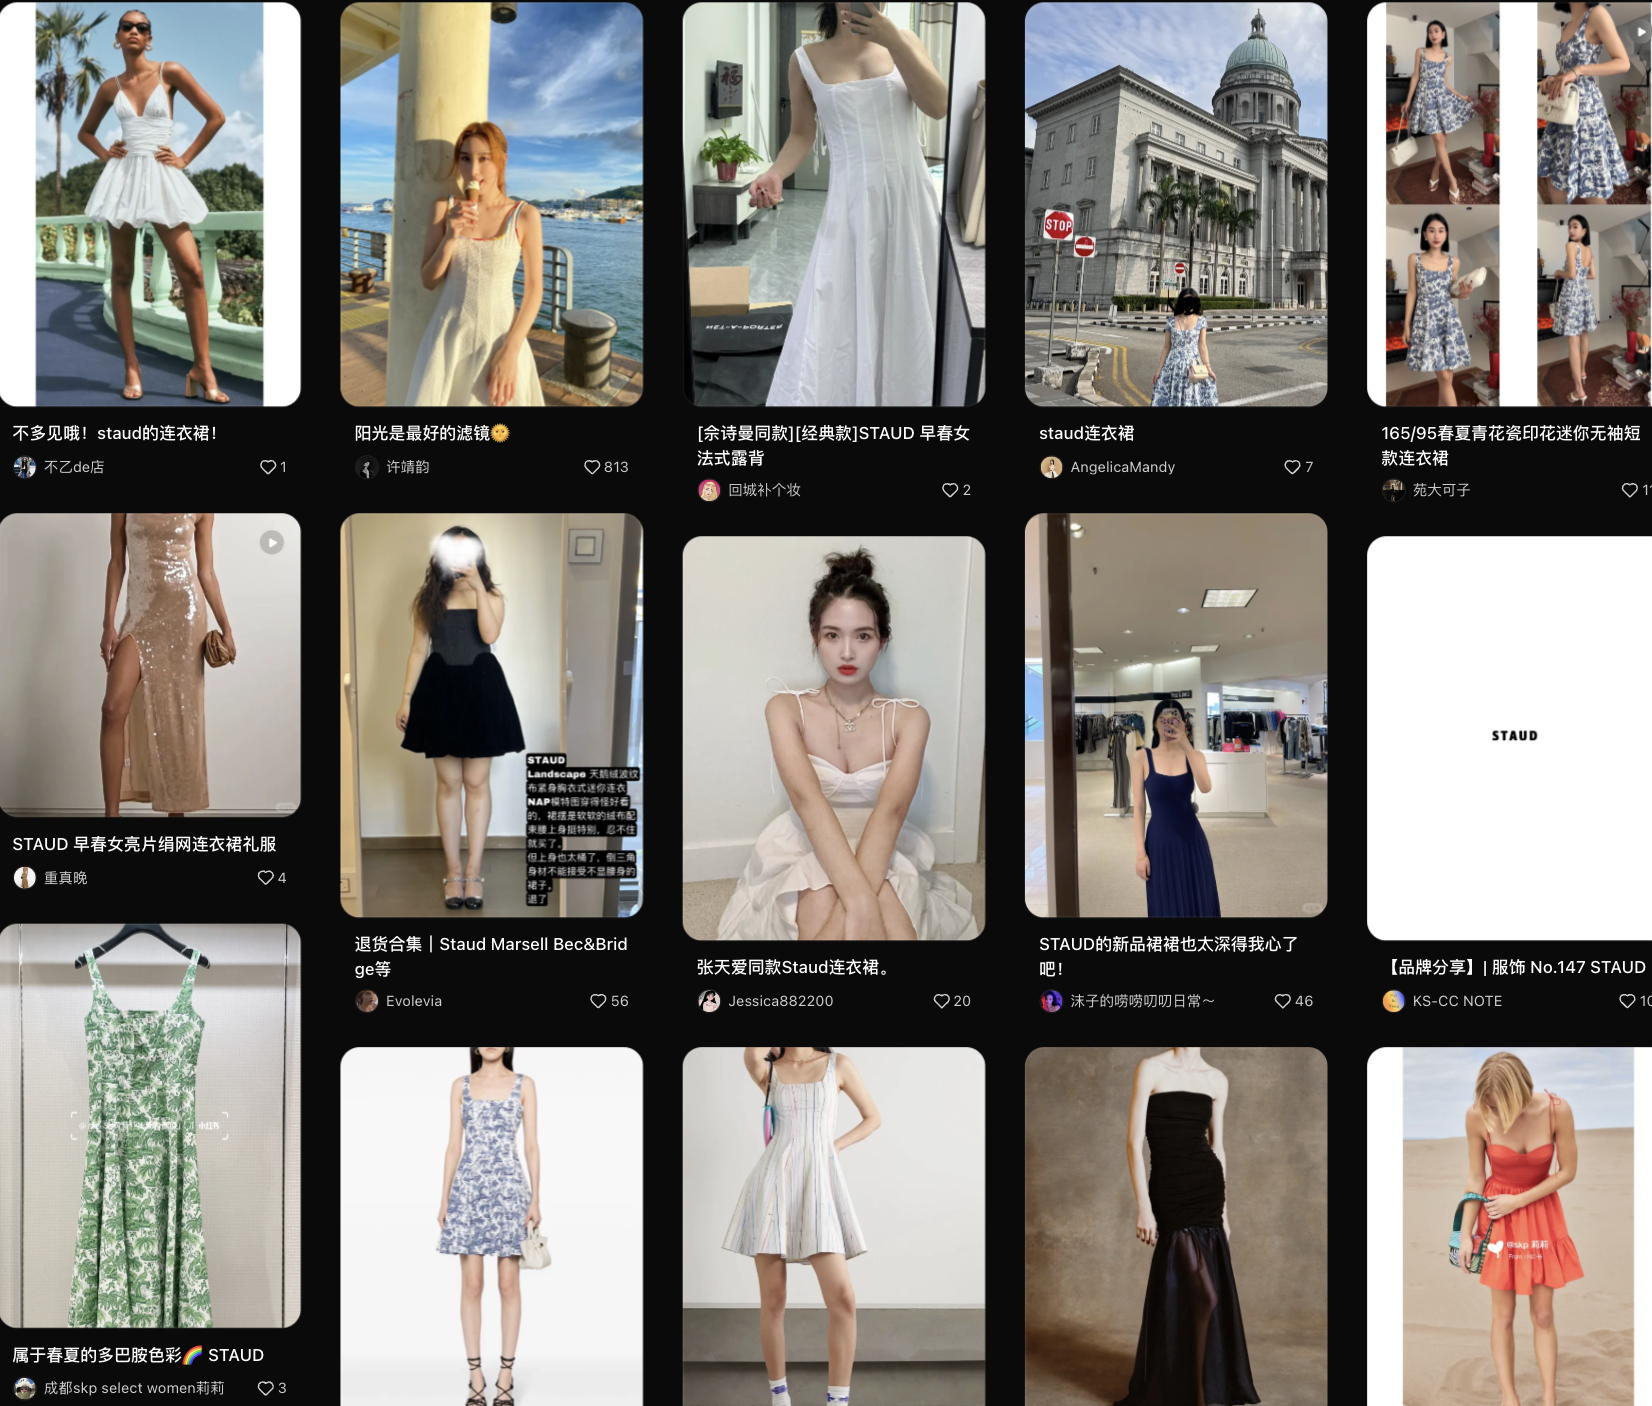 STOP
不多见哦！staud的连衣裙！
不乙de店
1
阳光是最好的滤镜🌞
许靖韵
813
[佘诗曼同款][经典款]STAUD 早春女
法式露背
回城补个妆
2
staud连衣裙
AngelicaMandy
7
165/95春夏青花瓷印花迷你无袖短
款连衣裙
苑大可子
STAUD 早春女亮片绢网连衣裙礼服
重真晚
4
STAUD
Landscape 天鹅绒波纹
布紧身胸衣式迷你连衣
NAP模特图穿得怪好看
的，裙摆是软软的绒布配
束腰上身挺特别，忍不住
就买了。
但上身也太桶了，倒三角
身材不能接受不显腰身的
裙子。
退了
退货合集｜Staud Marsell Bec&Brid
ge等
Evolevia
56
张天爱同款Staud连衣裙。
Jessica882200
20
STAUD的新品裙裙也太深得我心了
吧！
沫子的唠唠叨叨日常～
46
STAUD
【品牌分享】| 服饰 No.147 STAUD
KS-CC NOTE
小红书
属于春夏的多巴胺色彩🌈 STAUD
成都skp select women莉莉
3
@skp 莉莉